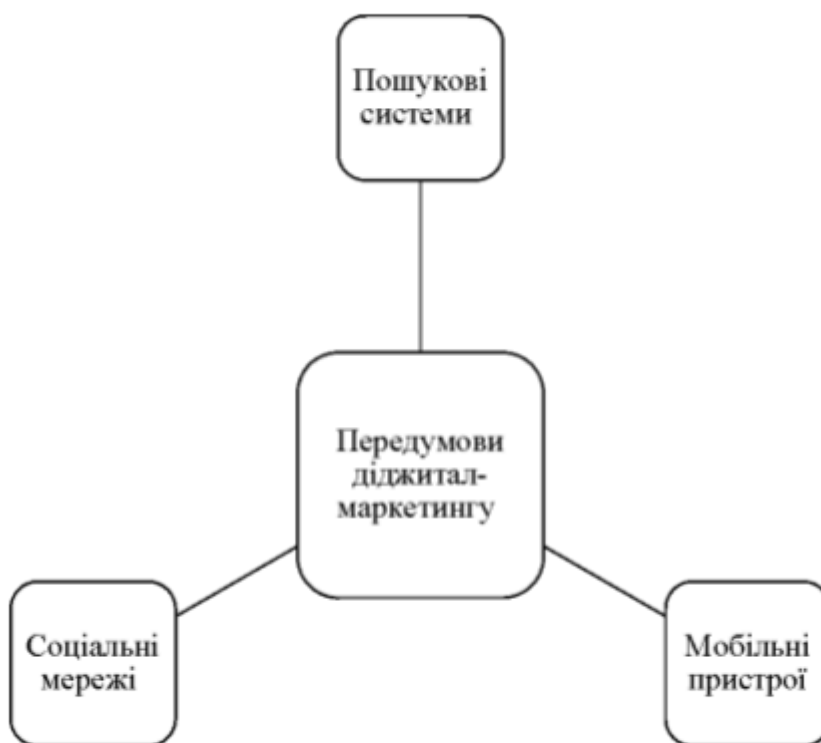 Пошукові
системи
Передумови
діджитал-
маркетингу
Соціальні
мережі
Мобільні
пристрої